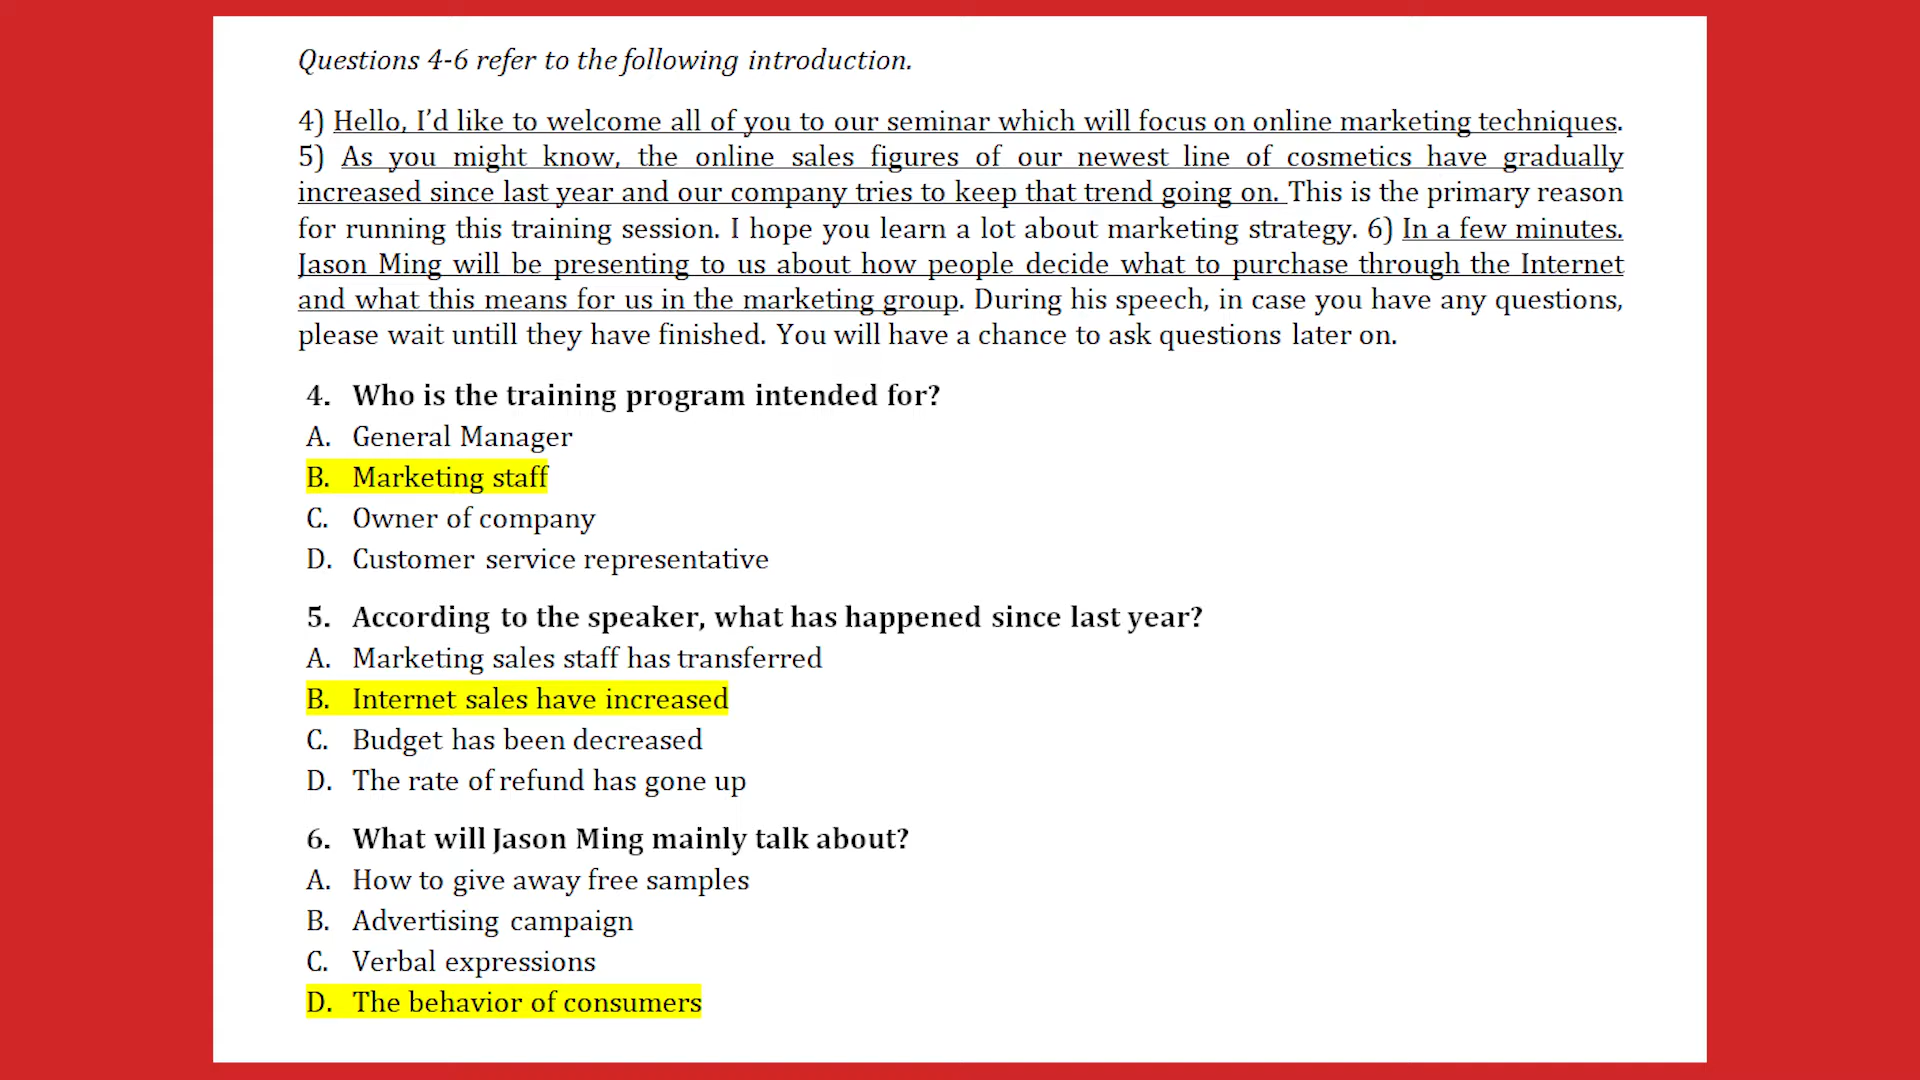 Questions 4-6 refer to the following introduction.
4) Hello, I'd like to welcome all of you to our seminar which will focus on online marketing techniques.
5) As you might know, the online sales figures of our newest line of cosmetics have gradually
increased since last year and our company tries to keep that trend going on. This is the primary reason
for running this training session. I hope you learn a lot about marketing strategy. 6) In a few minutes.
Jason Ming will be presenting to us about how people decide what to purchase through the Internet
and what this means for us in the marketing group. During his speech, in case you have any questions,
please wait untill they have finished. You will have a chance to ask questions later on.
4. Who is the training program intended for?
A. General Manager
B. Marketing staff
C. Owner of company
D. Customer service representative
5. According to the speaker, what has happened since last year?
A. Marketing sales staff has transferred
B. Internet sales have increased
C. Budget has been decreased
D. The rate of refund has gone up
6. What will Jason Ming mainly talk about?
A. How to give away free samples
B. Advertising campaign
C. Verbal expressions
D. The behavior of consumers